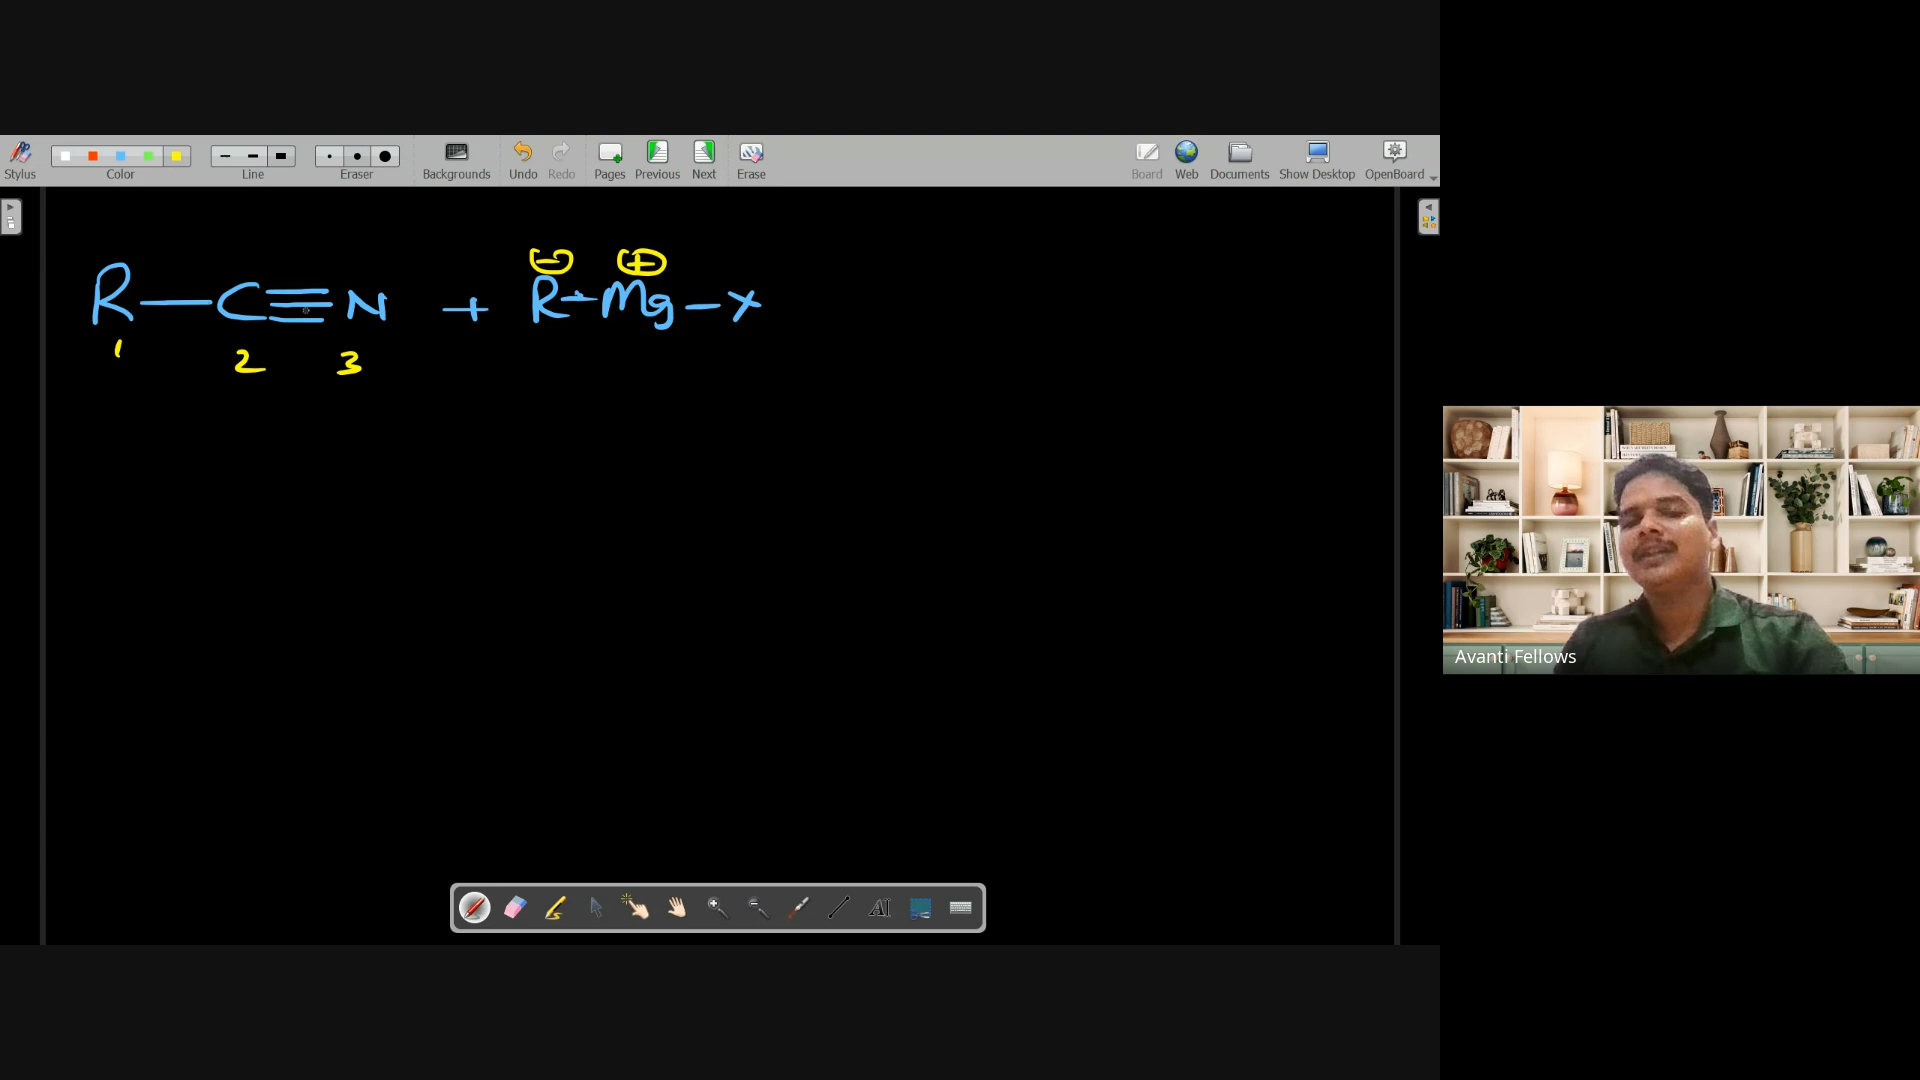 Stylus Color Line Eraser Backgrounds Undo Redo Pages Previous Next Erase Board Web Documents Show Desktop OpenBoard
⊖ ⊕
R—C≡N + R-Mg-X
1 2 3
AI
Avanti Fellows